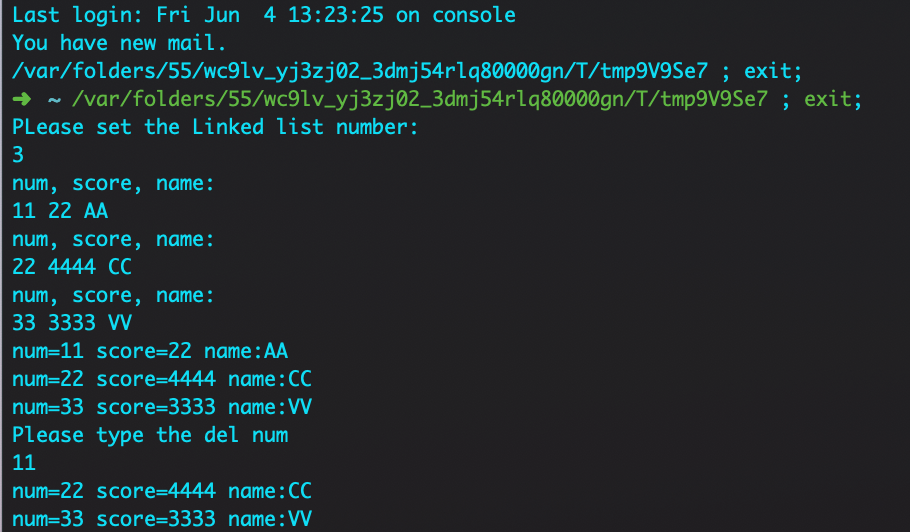 Last login: Fri Jun  4 13:23:25 on console
You have new mail.
/var/folders/55/wc9lv_yj3zj02_3dmj54rlq80000gn/T/tmp9V9Se7 ; exit;
➜  ~ /var/folders/55/wc9lv_yj3zj02_3dmj54rlq80000gn/T/tmp9V9Se7 ; exit;
PLease set the Linked list number:
3
num, score, name:
11 22 AA
num, score, name:
22 4444 CC
num, score, name:
33 3333 VV
num=11 score=22 name:AA
num=22 score=4444 name:CC
num=33 score=3333 name:VV
Please type the del num
11
num=22 score=4444 name:CC
num=33 score=3333 name:VV